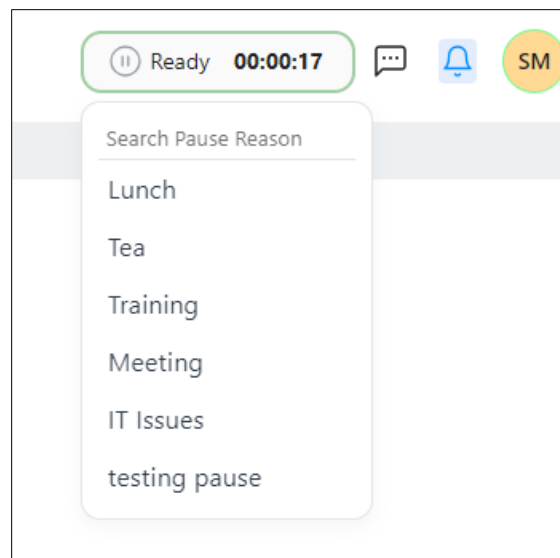 Ready 00:00:17 SM
Search Pause Reason
Lunch
Tea
Training
Meeting
IT Issues
testing pause